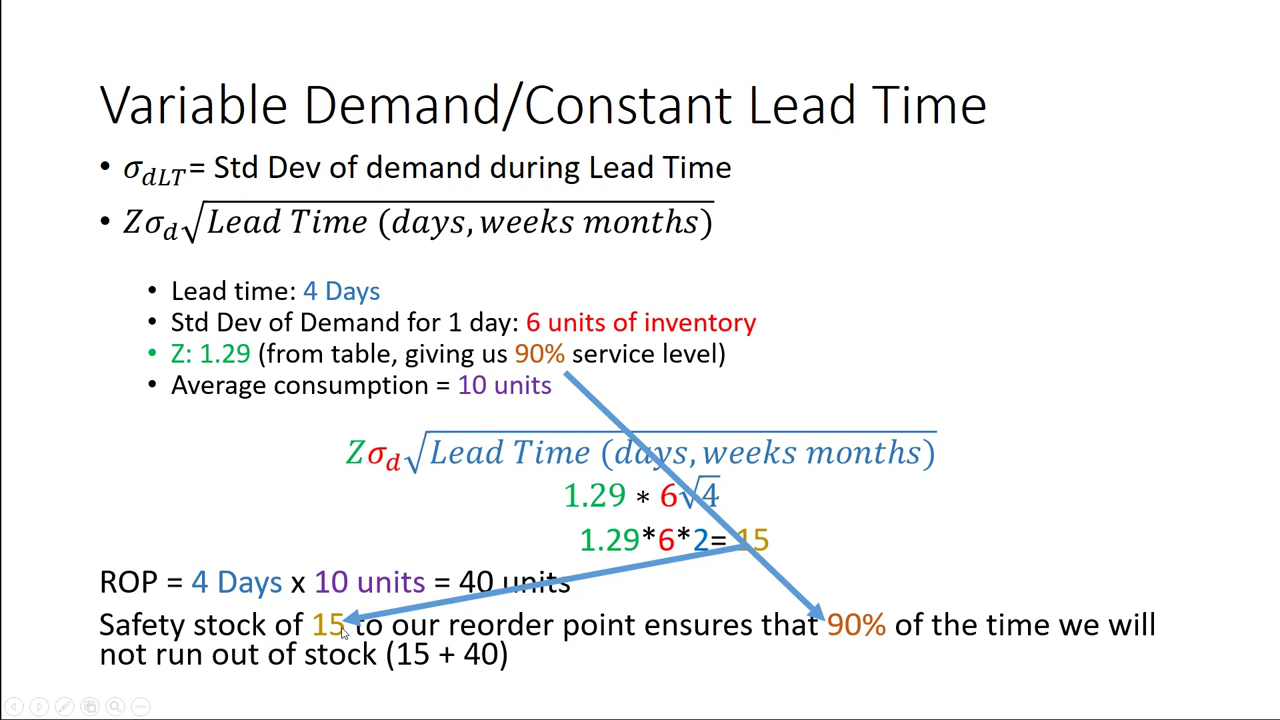 Variable Demand/Constant Lead Time
• σ_dLT= Std Dev of demand during Lead Time
• Zσ_d√Lead Time (days, weeks months)
• Lead time: 4 Days
• Std Dev of Demand for 1 day: 6 units of inventory
• Z: 1.29 (from table, giving us 90% service level)
• Average consumption = 10 units
Zσ_d√Lead Time (days, weeks months)
1.29 ∗ 6√4
1.29*6*2= 15
ROP = 4 Days x 10 units = 40 units
Safety stock of 15 to our reorder point ensures that 90% of the time we will
not run out of stock (15 + 40)